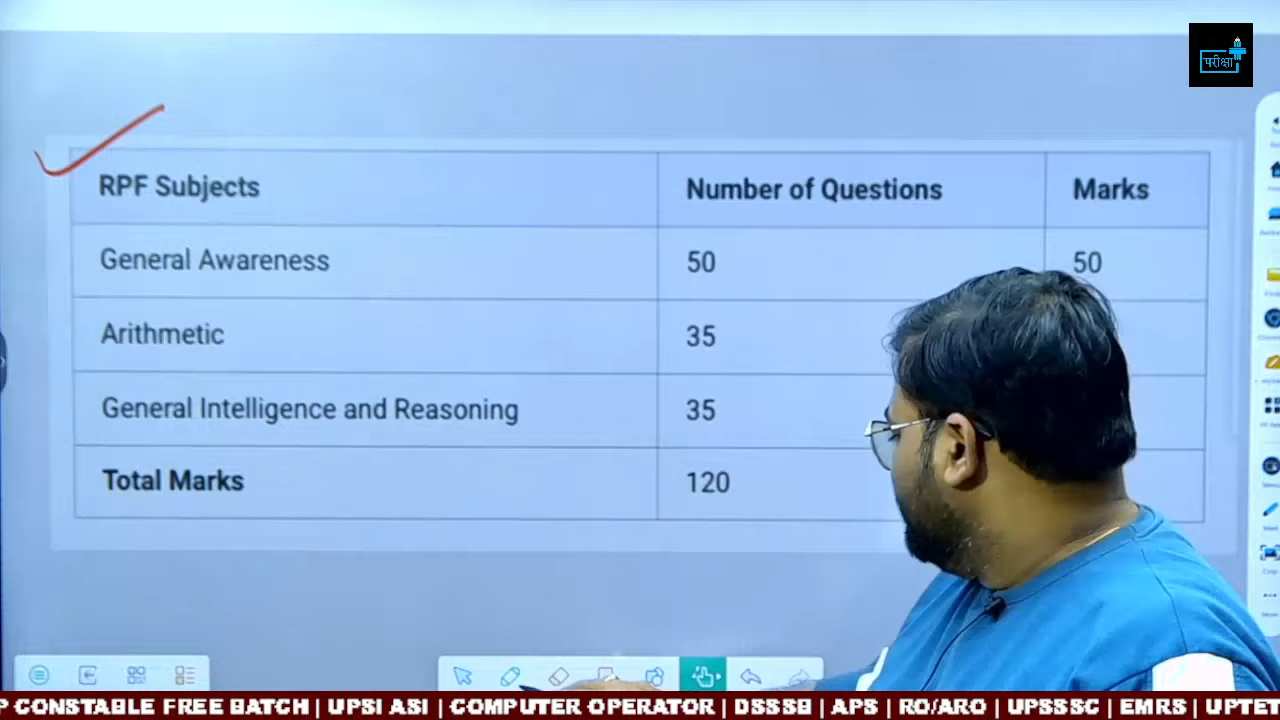 परीक्षा
RPF Subjects Number of Questions Marks
General Awareness 50 50
Arithmetic 35
General Intelligence and Reasoning 35
Total Marks 120
P CONSTABLE FREE BATCH | UPSI ASI | COMPUTER OPERATOR | DSSSB | APS | RO/ARO | UPSSSC | EMRS | UPTET